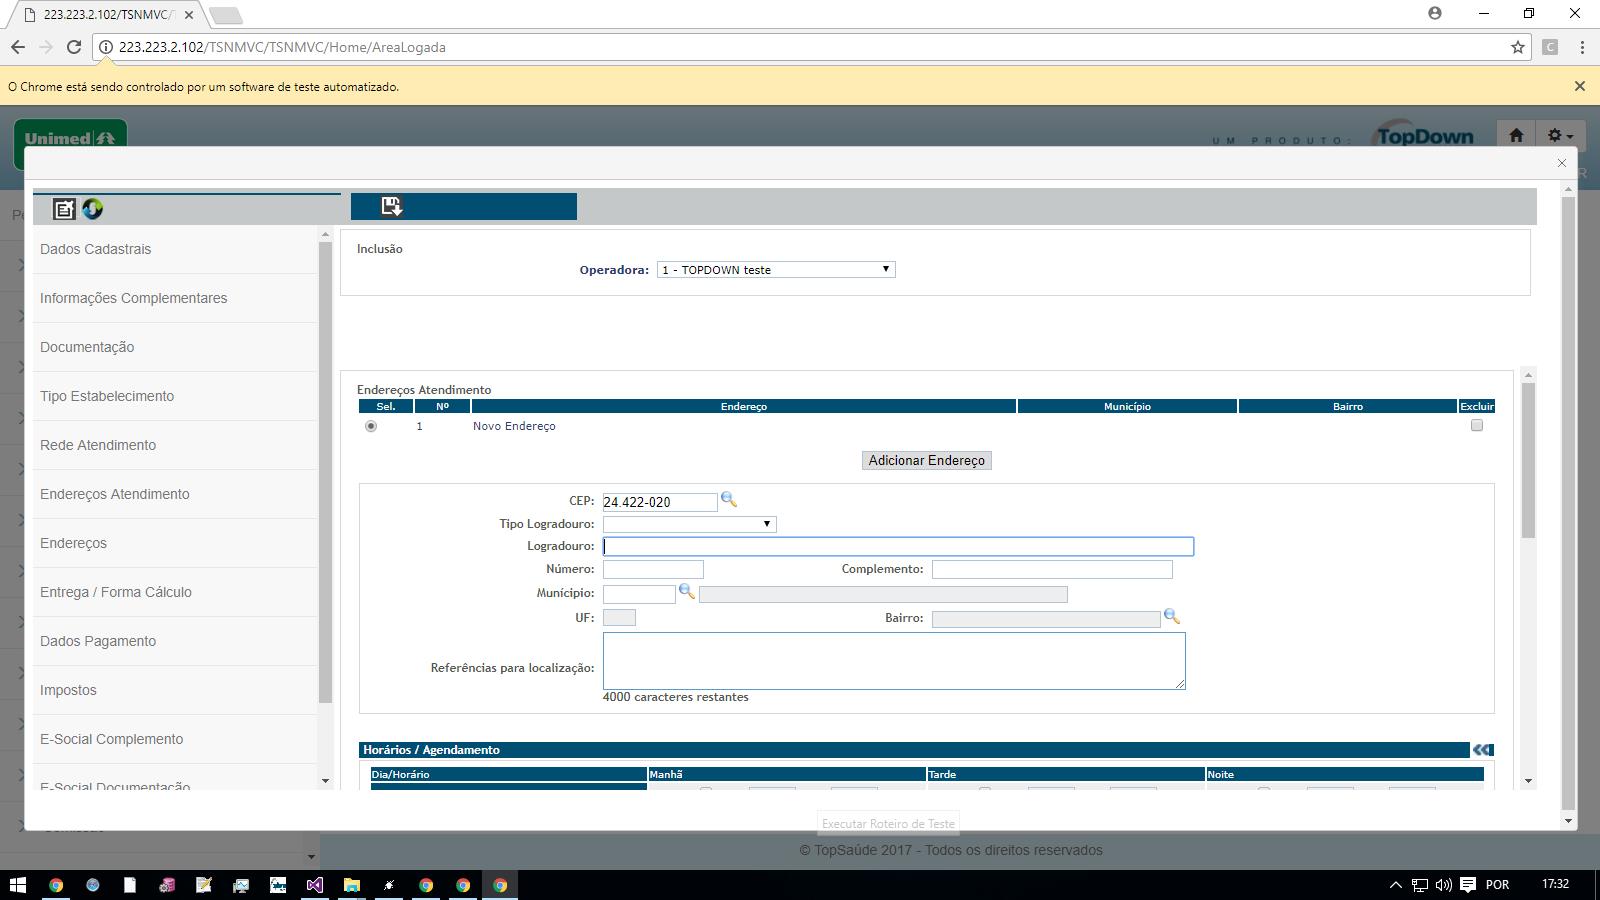 223.223.2.102/TSNMVC/
223.223.2.102/TSNMVC/TSNMVC/Home/AreaLogada
C
O Chrome está sendo controlado por um software de teste automatizado.
Unimed
UM PRODUTO:
TopDown
Dados Cadastrais
Informações Complementares
Documentação
Tipo Estabelecimento
Rede Atendimento
Endereços Atendimento
Endereços
Entrega / Forma Cálculo
Dados Pagamento
Impostos
E-Social Complemento
E-Social Documentação
Inclusão
Operadora: 1 - TOPDOWN teste
Endereços Atendimento
Sel. Nº Endereço Município Bairro Excluir
1 Novo Endereço
Adicionar Endereço
CEP: 24.422-020
Tipo Logradouro:
Logradouro:
Número: Complemento:
Munícipio:
UF: Bairro:
Referências para localização:
4000 caracteres restantes
Horários / Agendamento
Dia/Horário Manhã Tarde Noite
Executar Roteiro de Teste
© TopSaúde 2017 - Todos os direitos reservados
POR 17:32